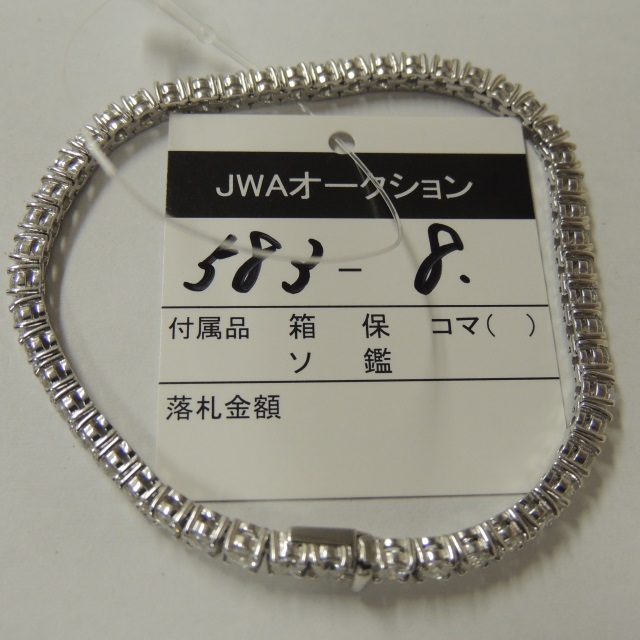 JWAオークション
583-8.
付属品 箱 保 コマ( )
ソ 鑑
落札金額